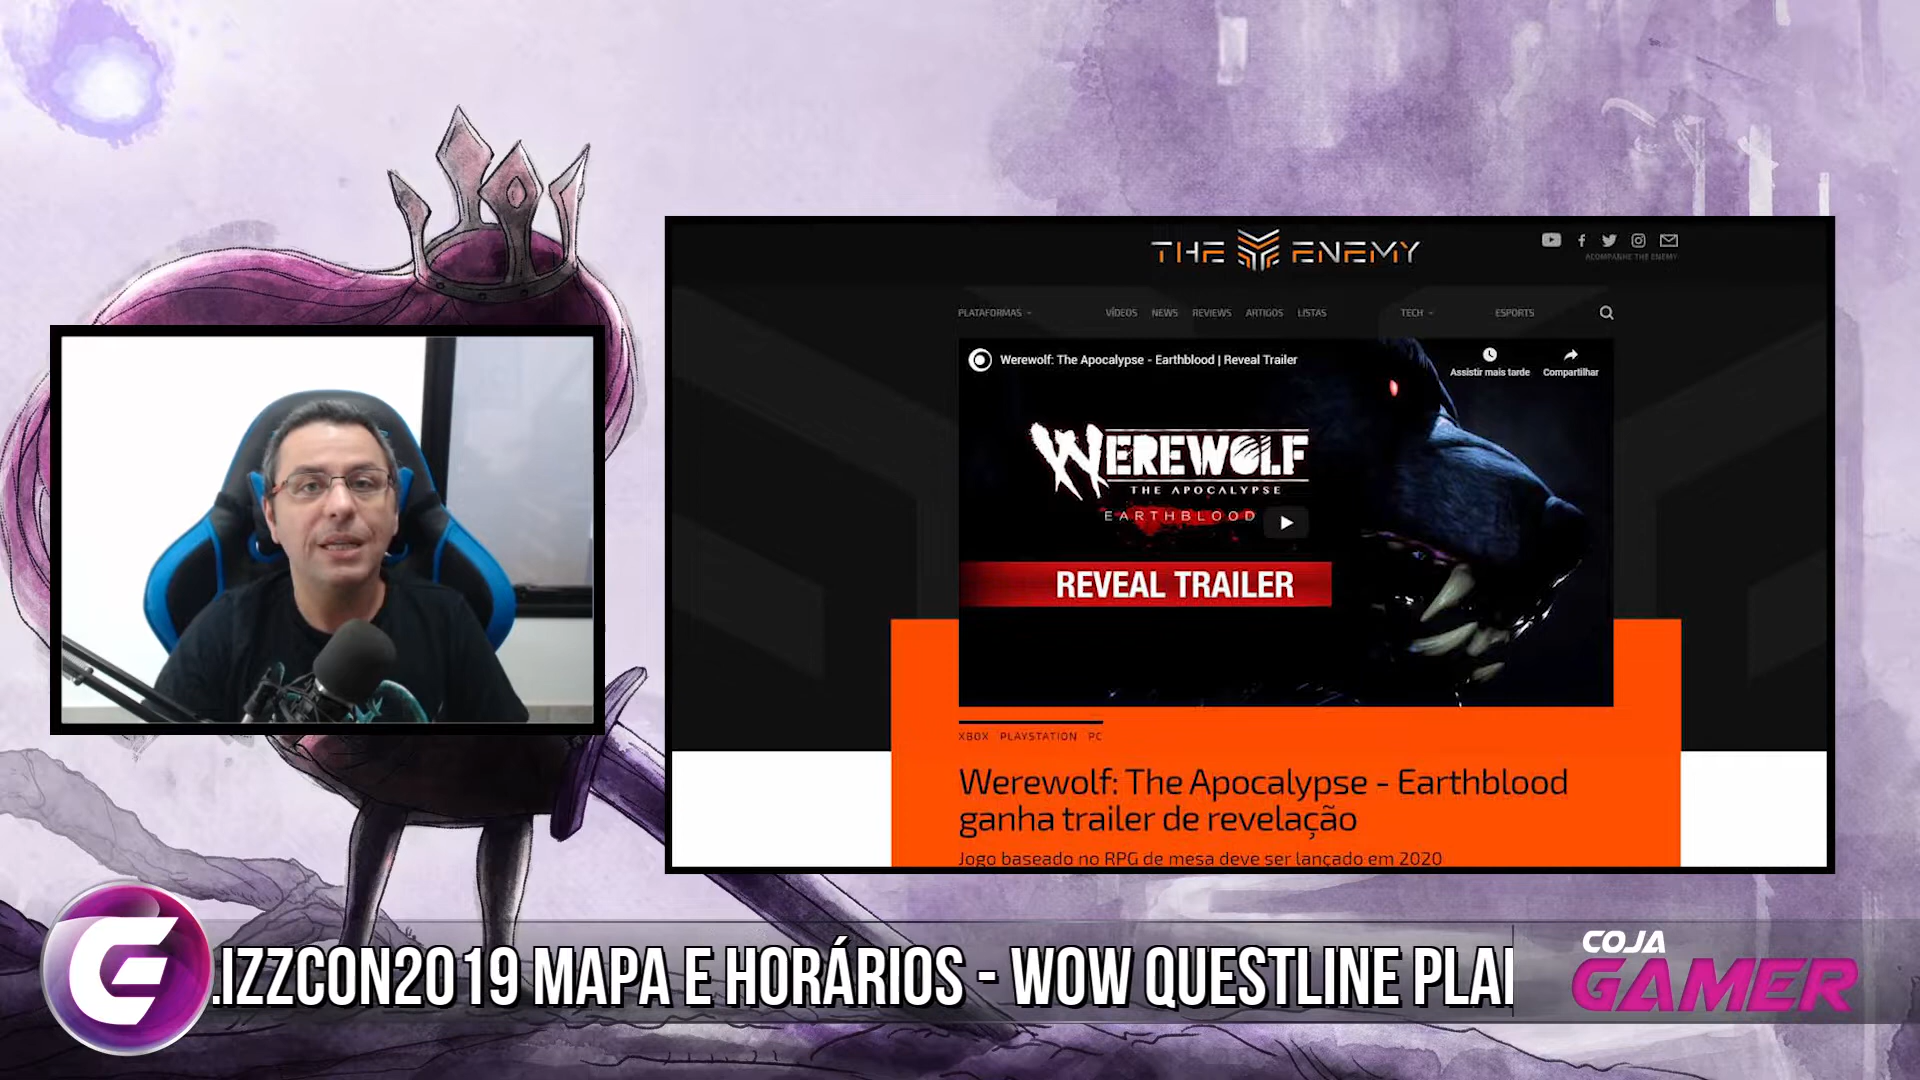 THE ENEMY
ACOMPANHE THE ENEMY
PLATAFORMAS VÍDEOS NEWS REVIEWS ARTIGOS LISTAS TECH ESPORTS
Werewolf: The Apocalypse - Earthblood | Reveal Trailer
Assistir mais tarde Compartilhar
WEREWOLF
THE APOCALYPSE
EARTHBLOOD
REVEAL TRAILER
XBOX PLAYSTATION PC
Werewolf: The Apocalypse - Earthblood
ganha trailer de revelação
Jogo baseado no RPG de mesa deve ser lançado em 2020
.IZZCON2019 MAPA E HORÁRIOS - WOW QUESTLINE PLA
COJA
GAMER